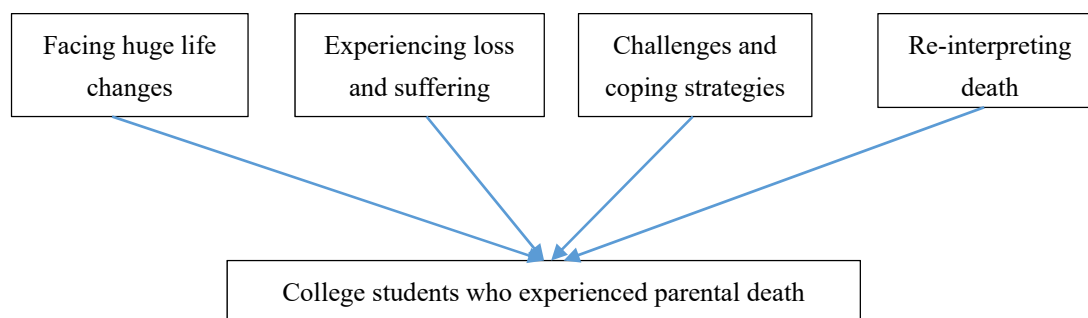 Facing huge life
changes
Experiencing loss
and suffering
Challenges and
coping strategies
Re-interpreting
death
College students who experienced parental death